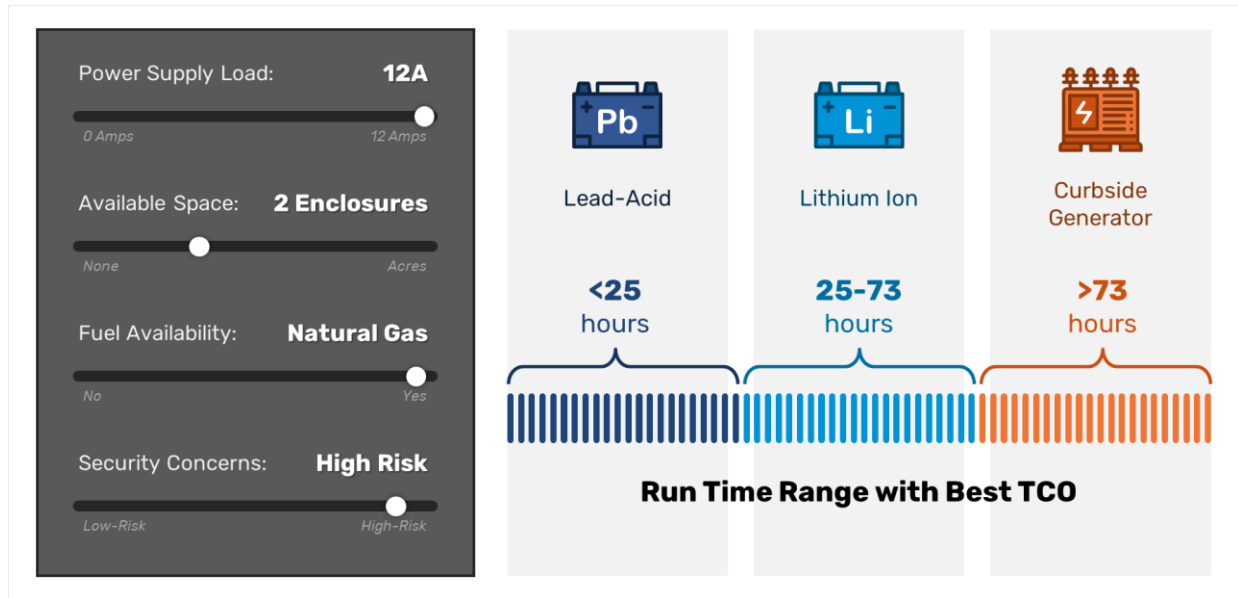 Power Supply Load: 12A
0 Amps 12 Amps
Available Space: 2 Enclosures
None Acres
Fuel Availability: Natural Gas
No Yes
Security Concerns: High Risk
Low-Risk High-Risk
+ Pb -
Lead-Acid
<25
hours
+ Li -
Lithium Ion
25-73
hours
Curbside
Generator
>73
hours
Run Time Range with Best TCO